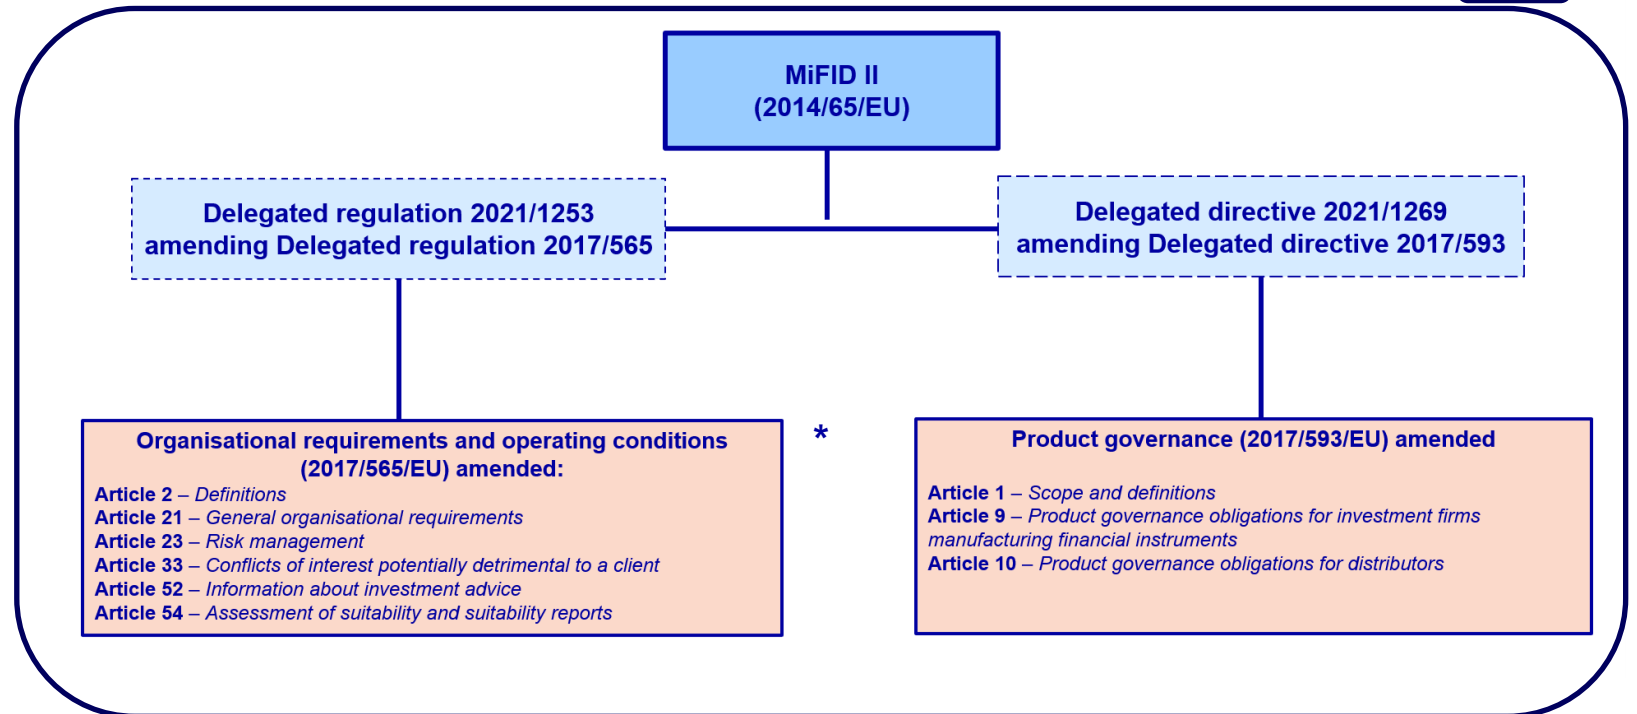 MiFID II
(2014/65/EU)
Delegated regulation 2021/1253
amending Delegated regulation 2017/565
Delegated directive 2021/1269
amending Delegated directive 2017/593
Organisational requirements and operating conditions
(2017/565/EU) amended:
Article 2 – Definitions
Article 21 – General organisational requirements
Article 23 – Risk management
Article 33 – Conflicts of interest potentially detrimental to a client
Article 52 – Information about investment advice
Article 54 – Assessment of suitability and suitability reports
*
Product governance (2017/593/EU) amended
Article 1 – Scope and definitions
Article 9 – Product governance obligations for investment firms
manufacturing financial instruments
Article 10 – Product governance obligations for distributors